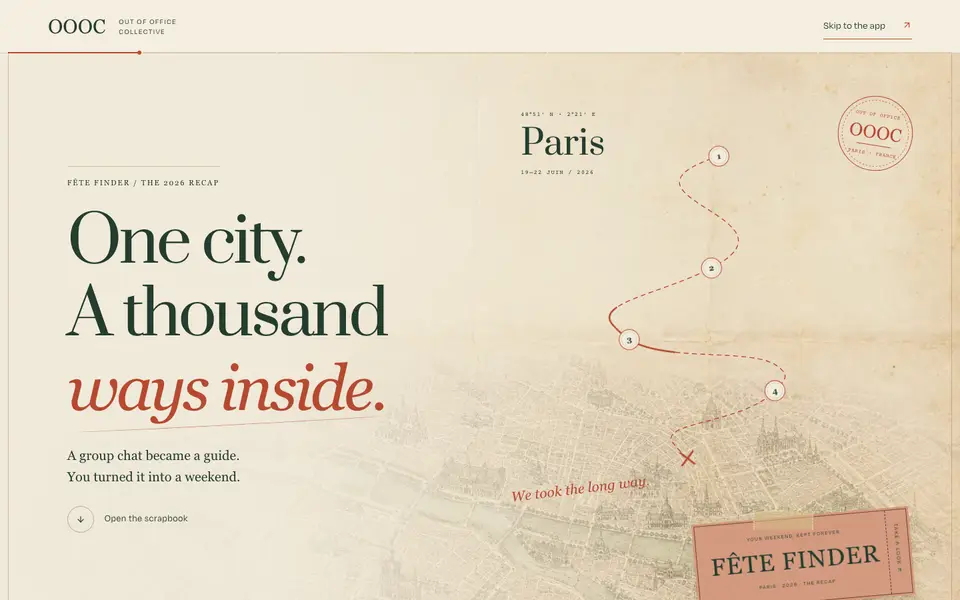 OOOC
OUT OF OFFICE
COLLECTIVE
Skip to the app
48°51' N · 2°21' E
Paris
19—22 JUIN / 2026
OUT OF OFFICE
OOOC
PARIS · FRANCE
FÊTE FINDER / THE 2026 RECAP
One city.
A thousand
ways inside.
A group chat became a guide.
You turned it into a weekend.
Open the scrapbook
1
2
3
4
We took the long way.
YOUR WEEKEND, KEPT FOREVER
FÊTE FINDER
PARIS · 2026 · THE RECAP
TAKE A LOOK